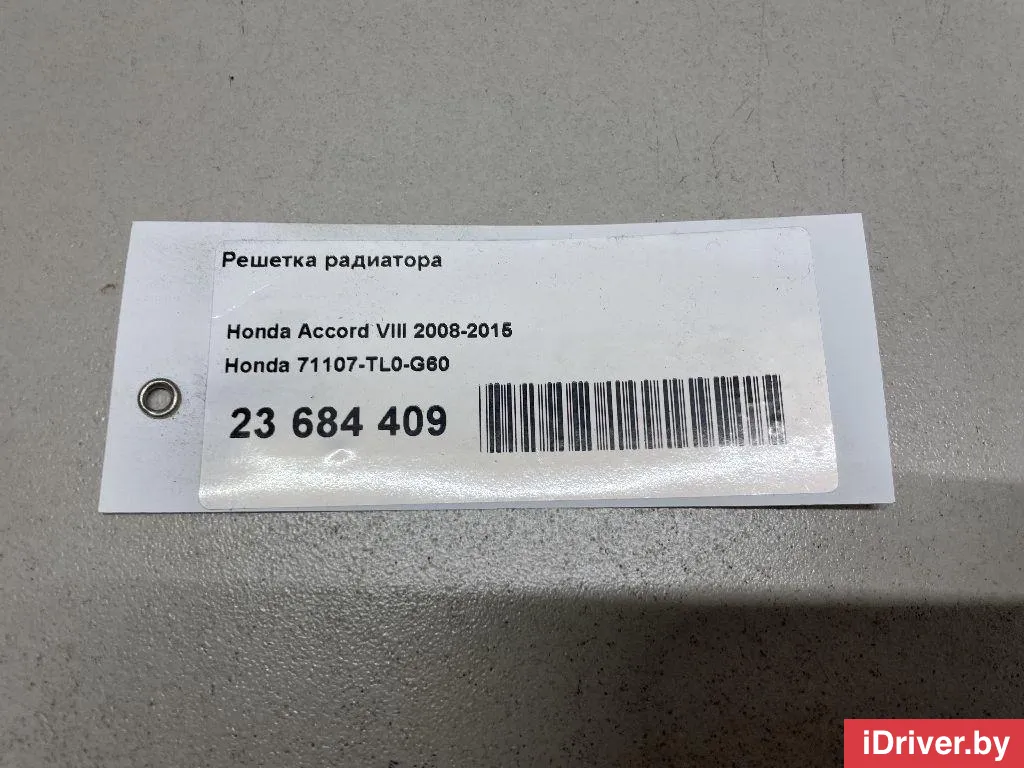 Решетка радиатора
Honda Accord VIII 2008-2015
Honda 71107-TL0-G60
23 684 409
iDriver.by